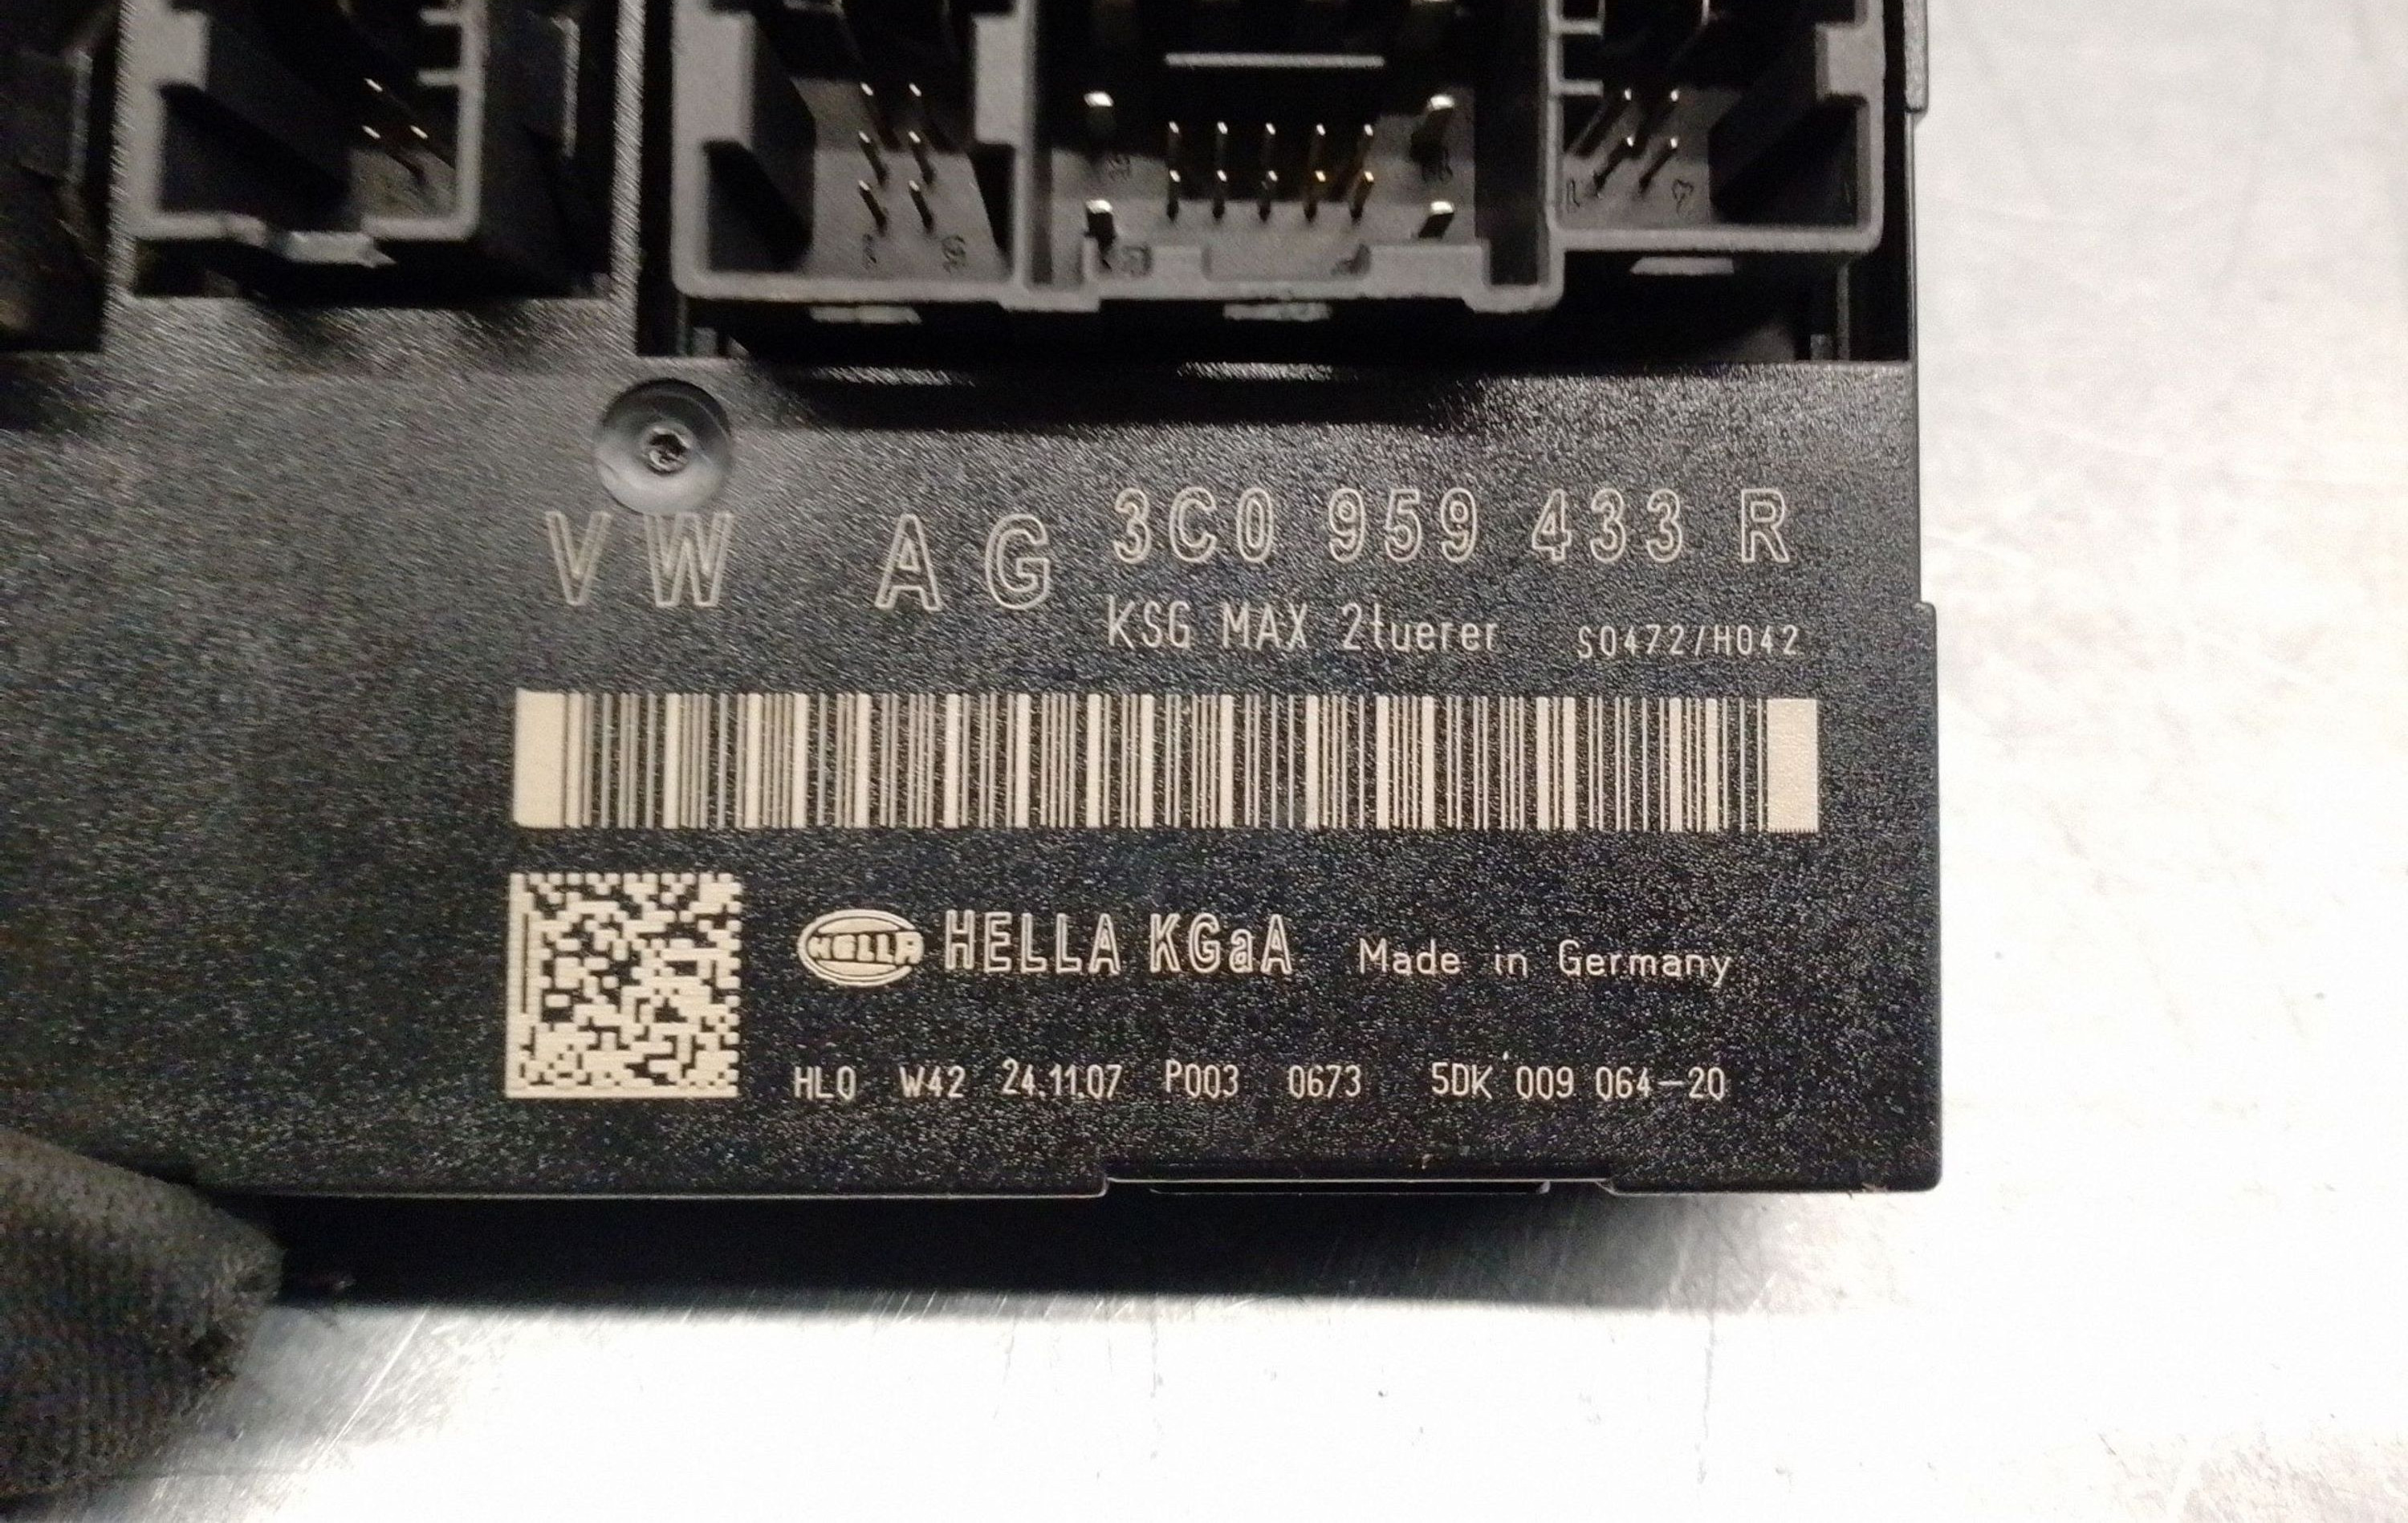 VW AG 3C0 959 433 R
KSG MAX 2tuerer S0472/H042
HELLA HELLA KGaA Made in Germany
HLO W42 24.11.07 P003 0673 5DK 009 064-20